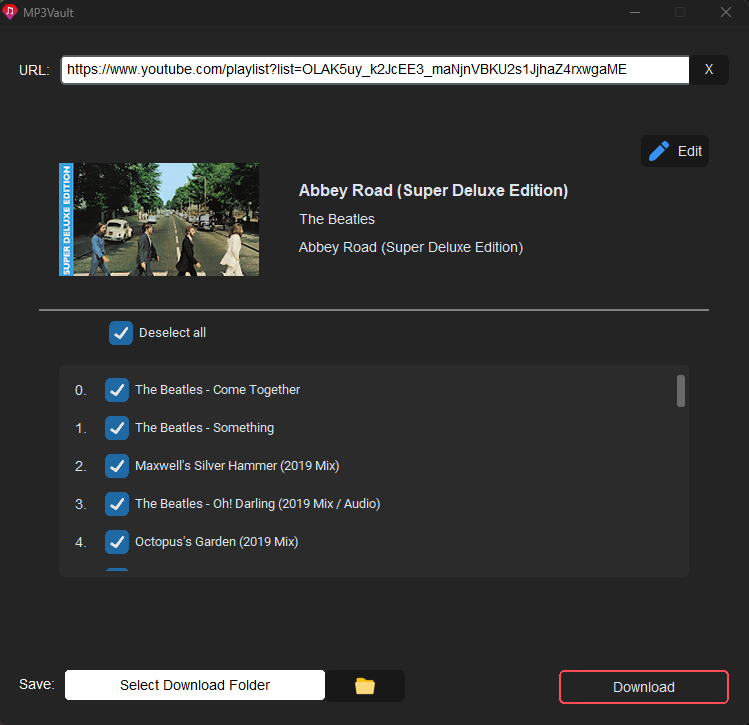 MP3Vault
URL:
https://www.youtube.com/playlist?list=OLAK5uy_k2JcEE3_maNjnVBKU2s1JjhaZ4rxwgaME
X
Edit
SUPER DELUXE EDITION
Abbey Road (Super Deluxe Edition)
The Beatles
Abbey Road (Super Deluxe Edition)
Deselect all
0. The Beatles - Come Together
1. The Beatles - Something
2. Maxwell's Silver Hammer (2019 Mix)
3. The Beatles - Oh! Darling (2019 Mix / Audio)
4. Octopus's Garden (2019 Mix)
Save:
Select Download Folder
Download